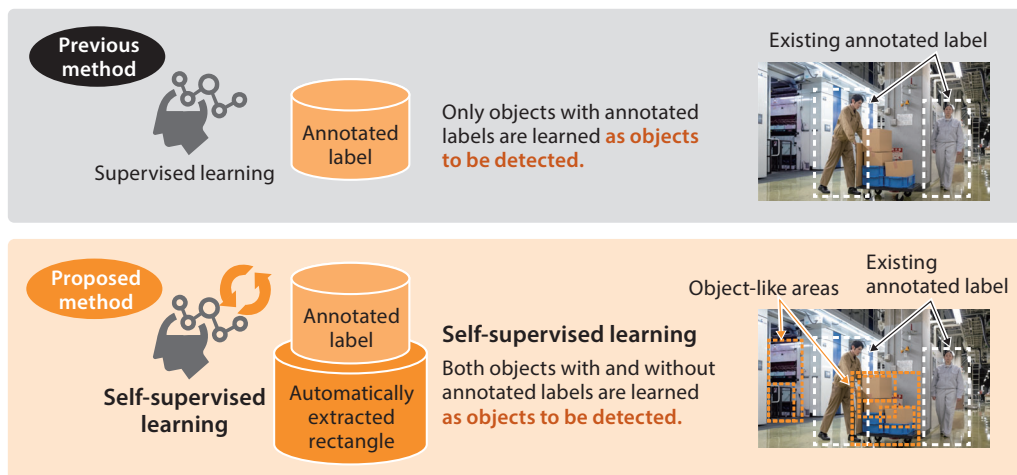 Previous
method
Supervised learning
Annotated
label
Only objects with annotated
labels are learned as objects
to be detected.
Existing annotated label
Proposed
method
Self-supervised
learning
Annotated
label
Automatically
extracted
rectangle
Self-supervised learning
Both objects with and without
annotated labels are learned
as objects to be detected.
Object-like areas
Existing
annotated label